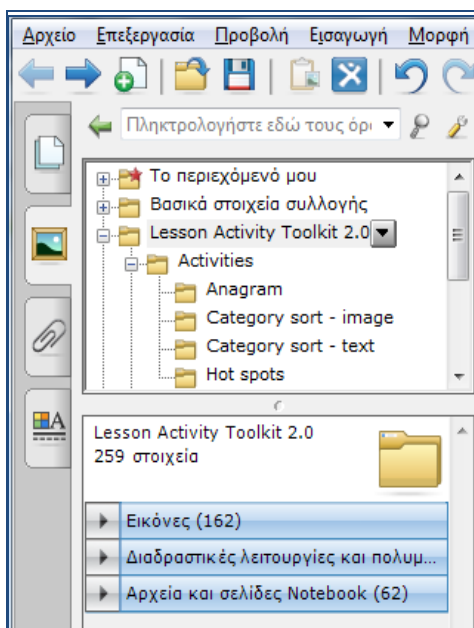 Αρχείο Επεξεργασία Προβολή Εισαγωγή Μορφή
Πληκτρολογήστε εδώ τους όρι
Το περιεχόμενό μου
Βασικά στοιχεία συλλογής
Lesson Activity Toolkit 2.0
Activities
Anagram
Category sort - image
Category sort - text
Hot spots
Lesson Activity Toolkit 2.0
259 στοιχεία
Εικόνες (162)
Διαδραστικές λειτουργίες και πολυμ...
Αρχεία και σελίδες Notebook (62)